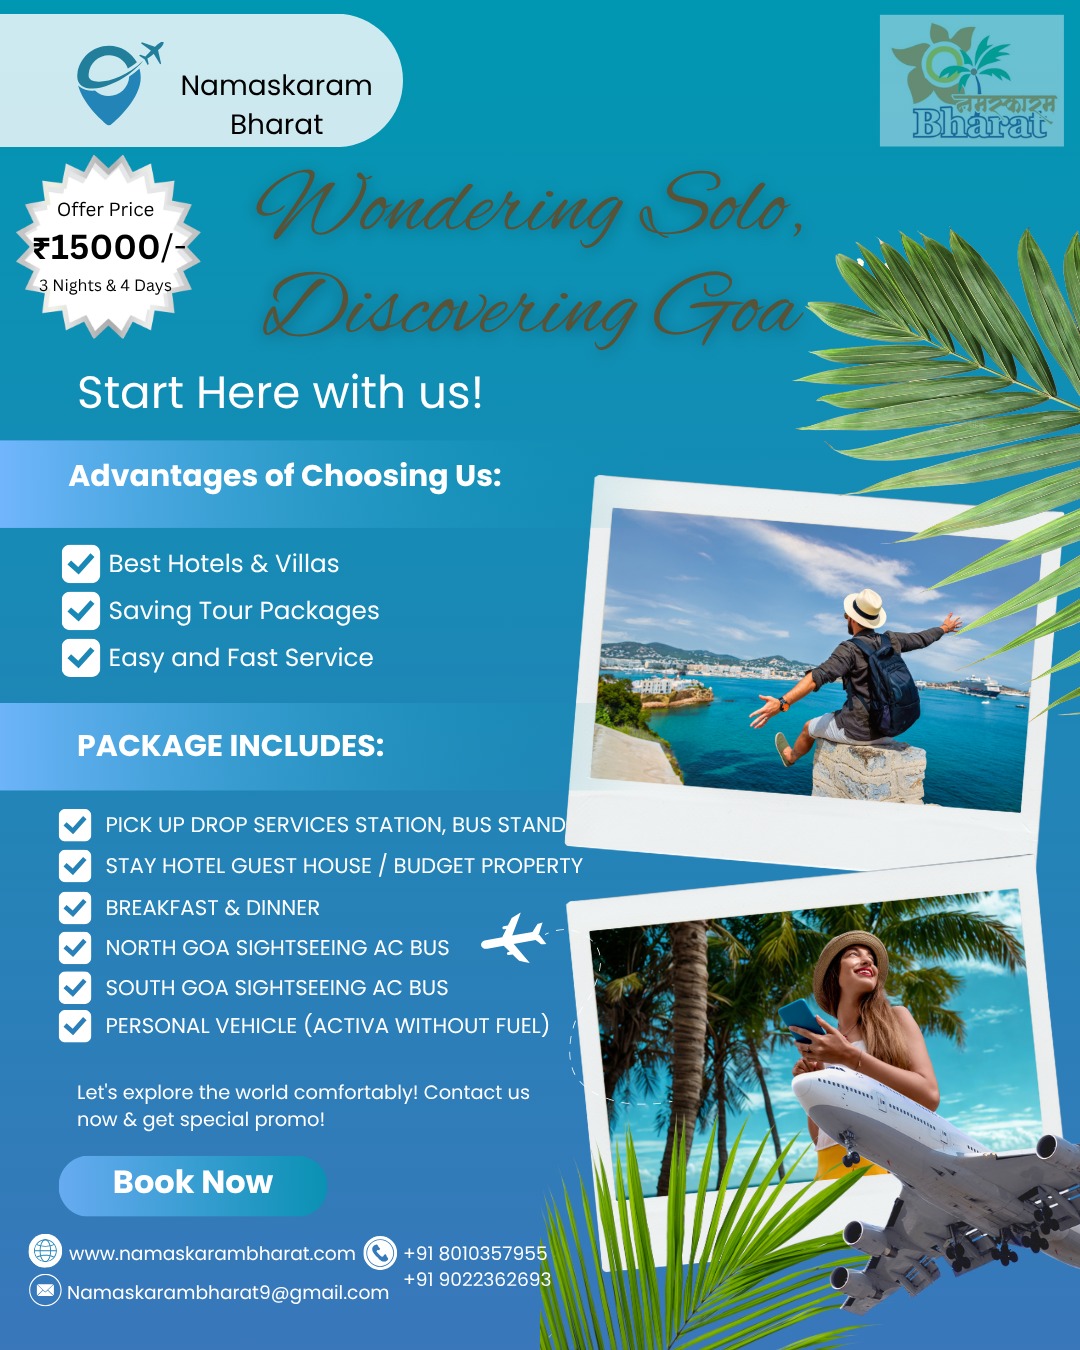 Namaskaram
Bharat
नमस्कारम
Bharat
Offer Price
₹15000/-
3 Nights & 4 Days
Wondering Solo,
Discovering Goa
Start Here with us!
Advantages of Choosing Us:
Best Hotels & Villas
Saving Tour Packages
Easy and Fast Service
PACKAGE INCLUDES:
PICK UP DROP SERVICES STATION, BUS STAND
STAY HOTEL GUEST HOUSE / BUDGET PROPERTY
BREAKFAST & DINNER
NORTH GOA SIGHTSEEING AC BUS
SOUTH GOA SIGHTSEEING AC BUS
PERSONAL VEHICLE (ACTIVA WITHOUT FUEL)
Let's explore the world comfortably! Contact us
now & get special promo!
Book Now
www.namaskarambharat.com
+91 8010357955
+91 9022362693
Namaskarambharat9@gmail.com